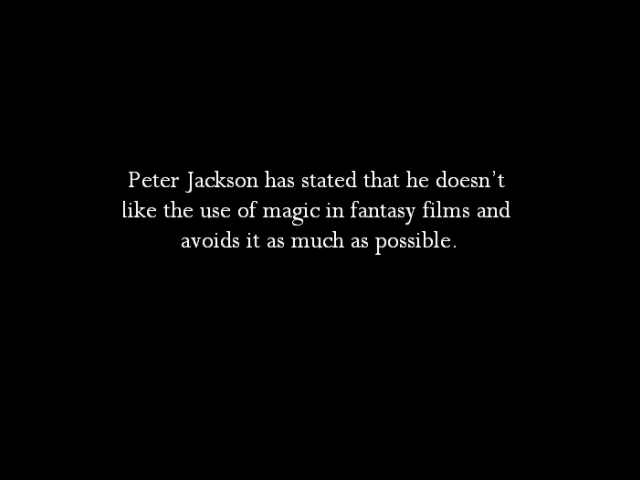 Peter Jackson has stated that he doesn't
like the use of magic in fantasy films and
avoids it as much as possible.